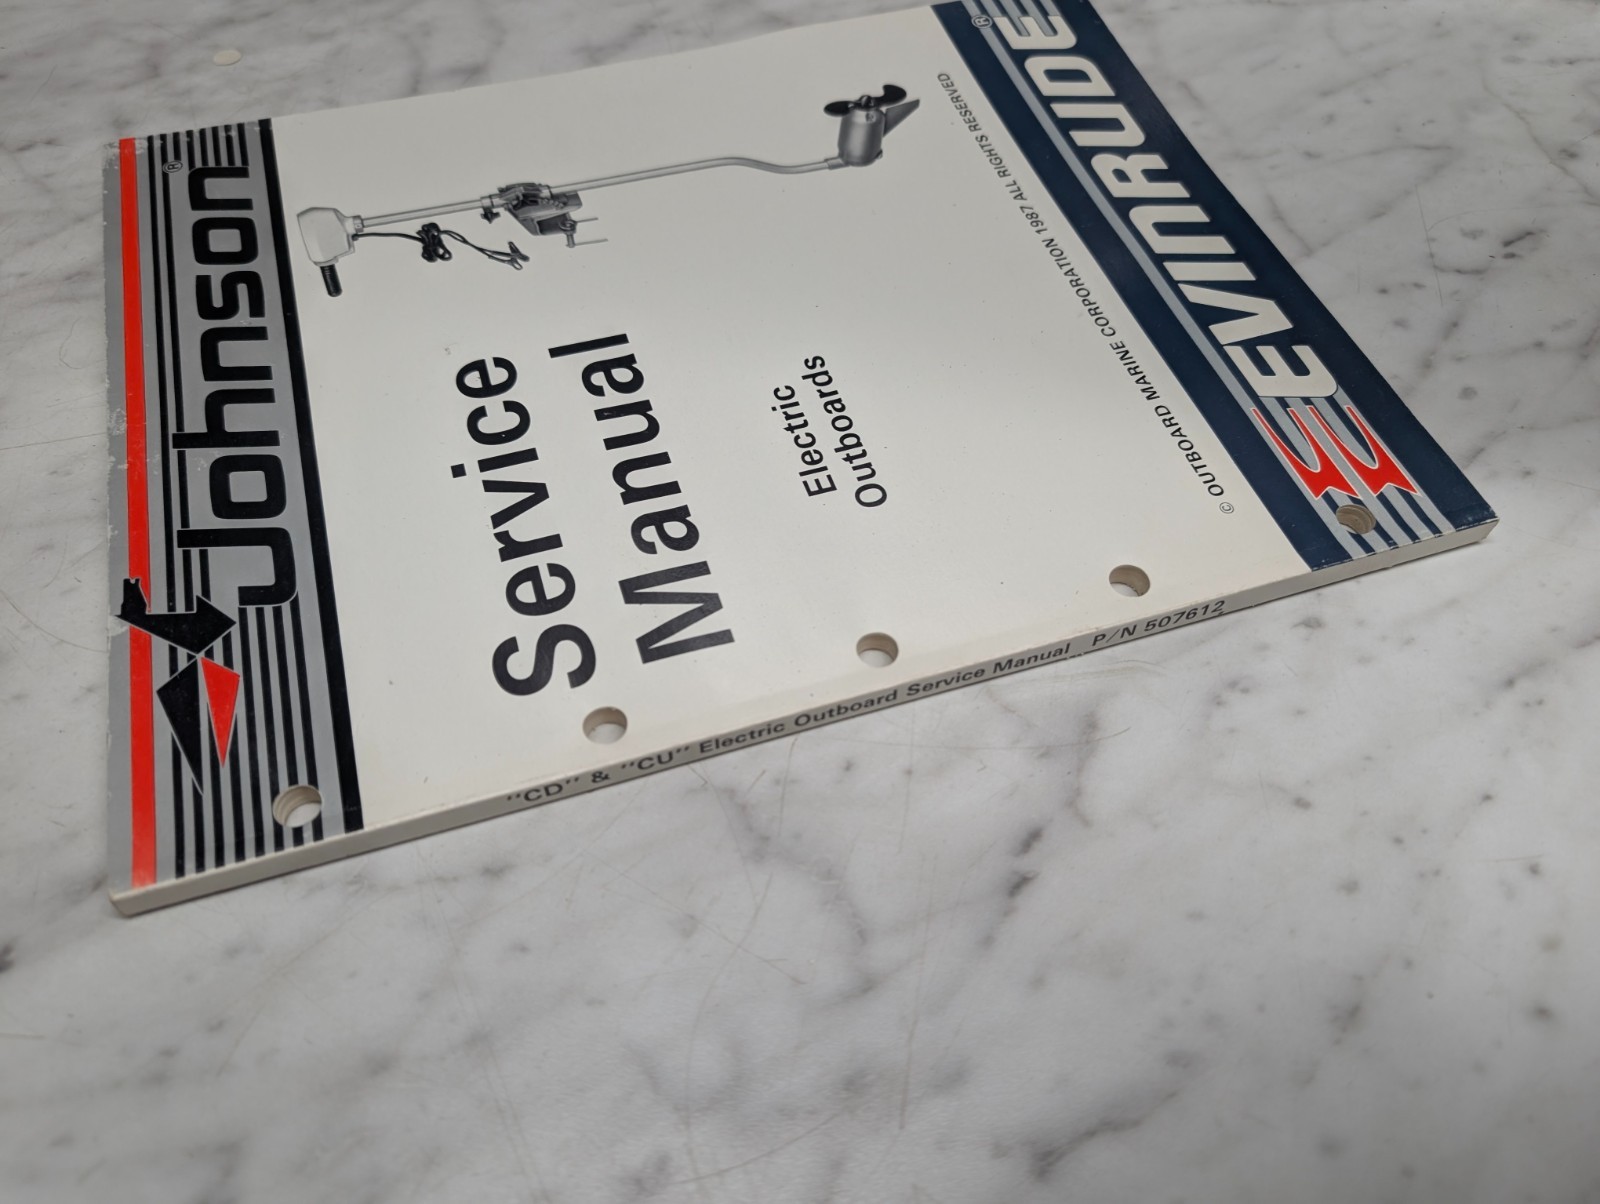 Johnson®
Service
Manual
Electric
Outboards
© OUTBOARD MARINE CORPORATION 1987 ALL RIGHTS RESERVED
EVINRUDE®
"CD" & "CU" Electric Outboard Service Manual P/N 507612